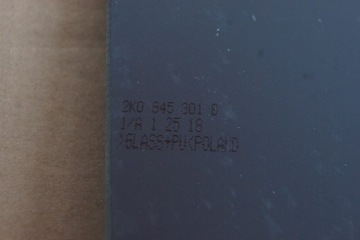 2K0 845 301 D
1/A 1 25 18
>GLASS+PU<POLAND